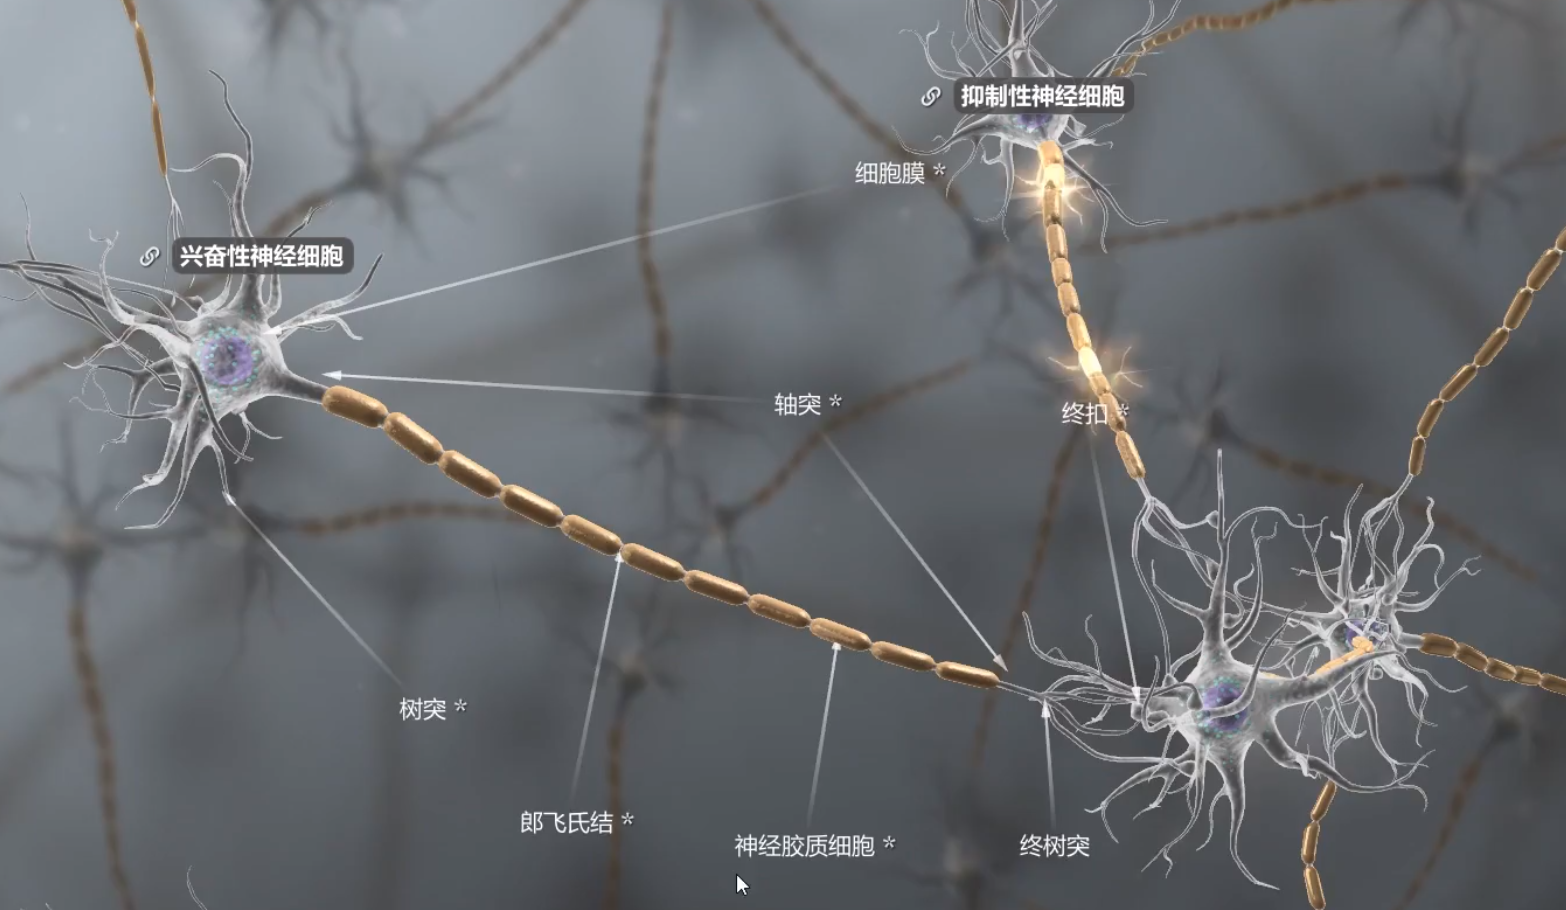 抑制性神经细胞
细胞膜 *
兴奋性神经细胞
轴突 *
终扣 *
树突 *
郎飞氏结 *
神经胶质细胞 *
终树突